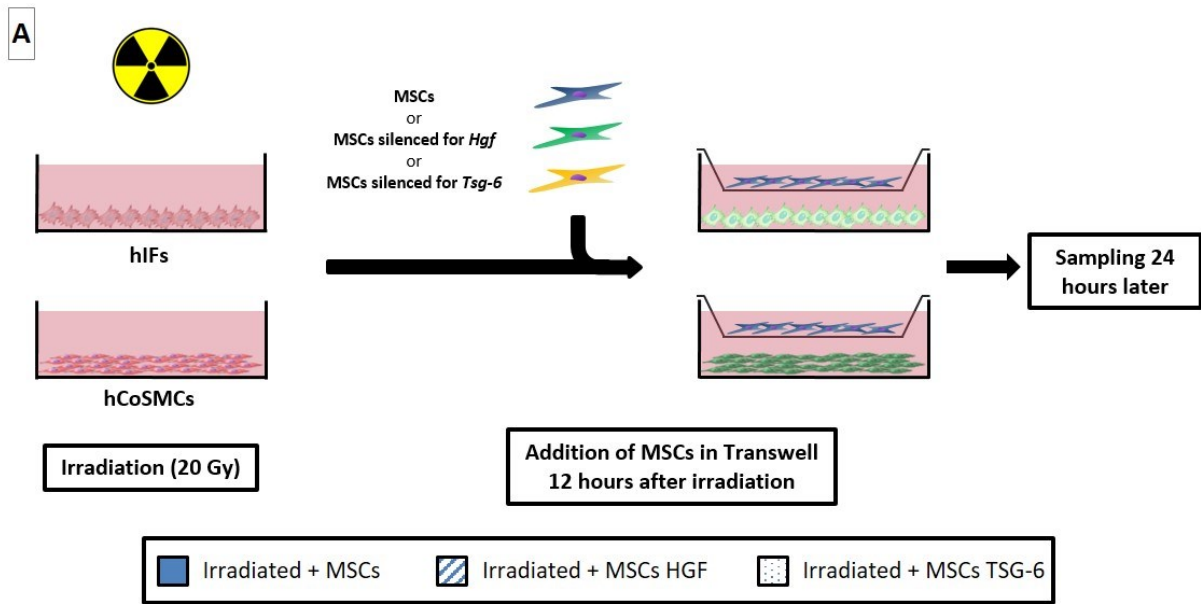 A
MSCs
or
MSCs silenced for Hgf
or
MSCs silenced for Tsg-6
hIFs
hCoSMCs
Sampling 24
hours later
Irradiation (20 Gy)
Addition of MSCs in Transwell
12 hours after irradiation
Irradiated + MSCs
Irradiated + MSCs HGF
Irradiated + MSCs TSG-6